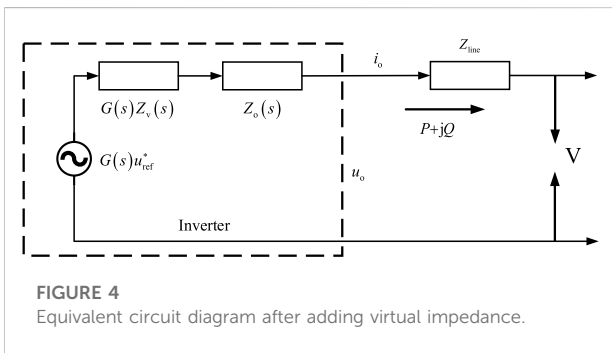 i_o
Z_line
G(s)Z_v(s)
Z_o(s)
P+jQ
G(s)u*_ref
u_o
V
Inverter
FIGURE 4
Equivalent circuit diagram after adding virtual impedance.